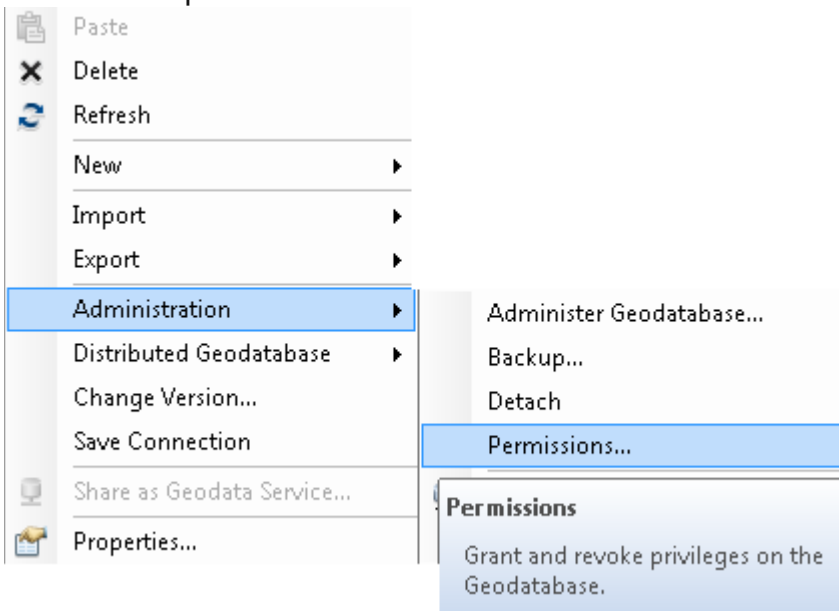 Paste
Delete
Refresh
New
Import
Export
Administration
Distributed Geodatabase
Change Version...
Save Connection
Share as Geodata Service...
Properties...
Administer Geodatabase...
Backup...
Detach
Permissions...
Permissions
Grant and revoke privileges on the
Geodatabase.